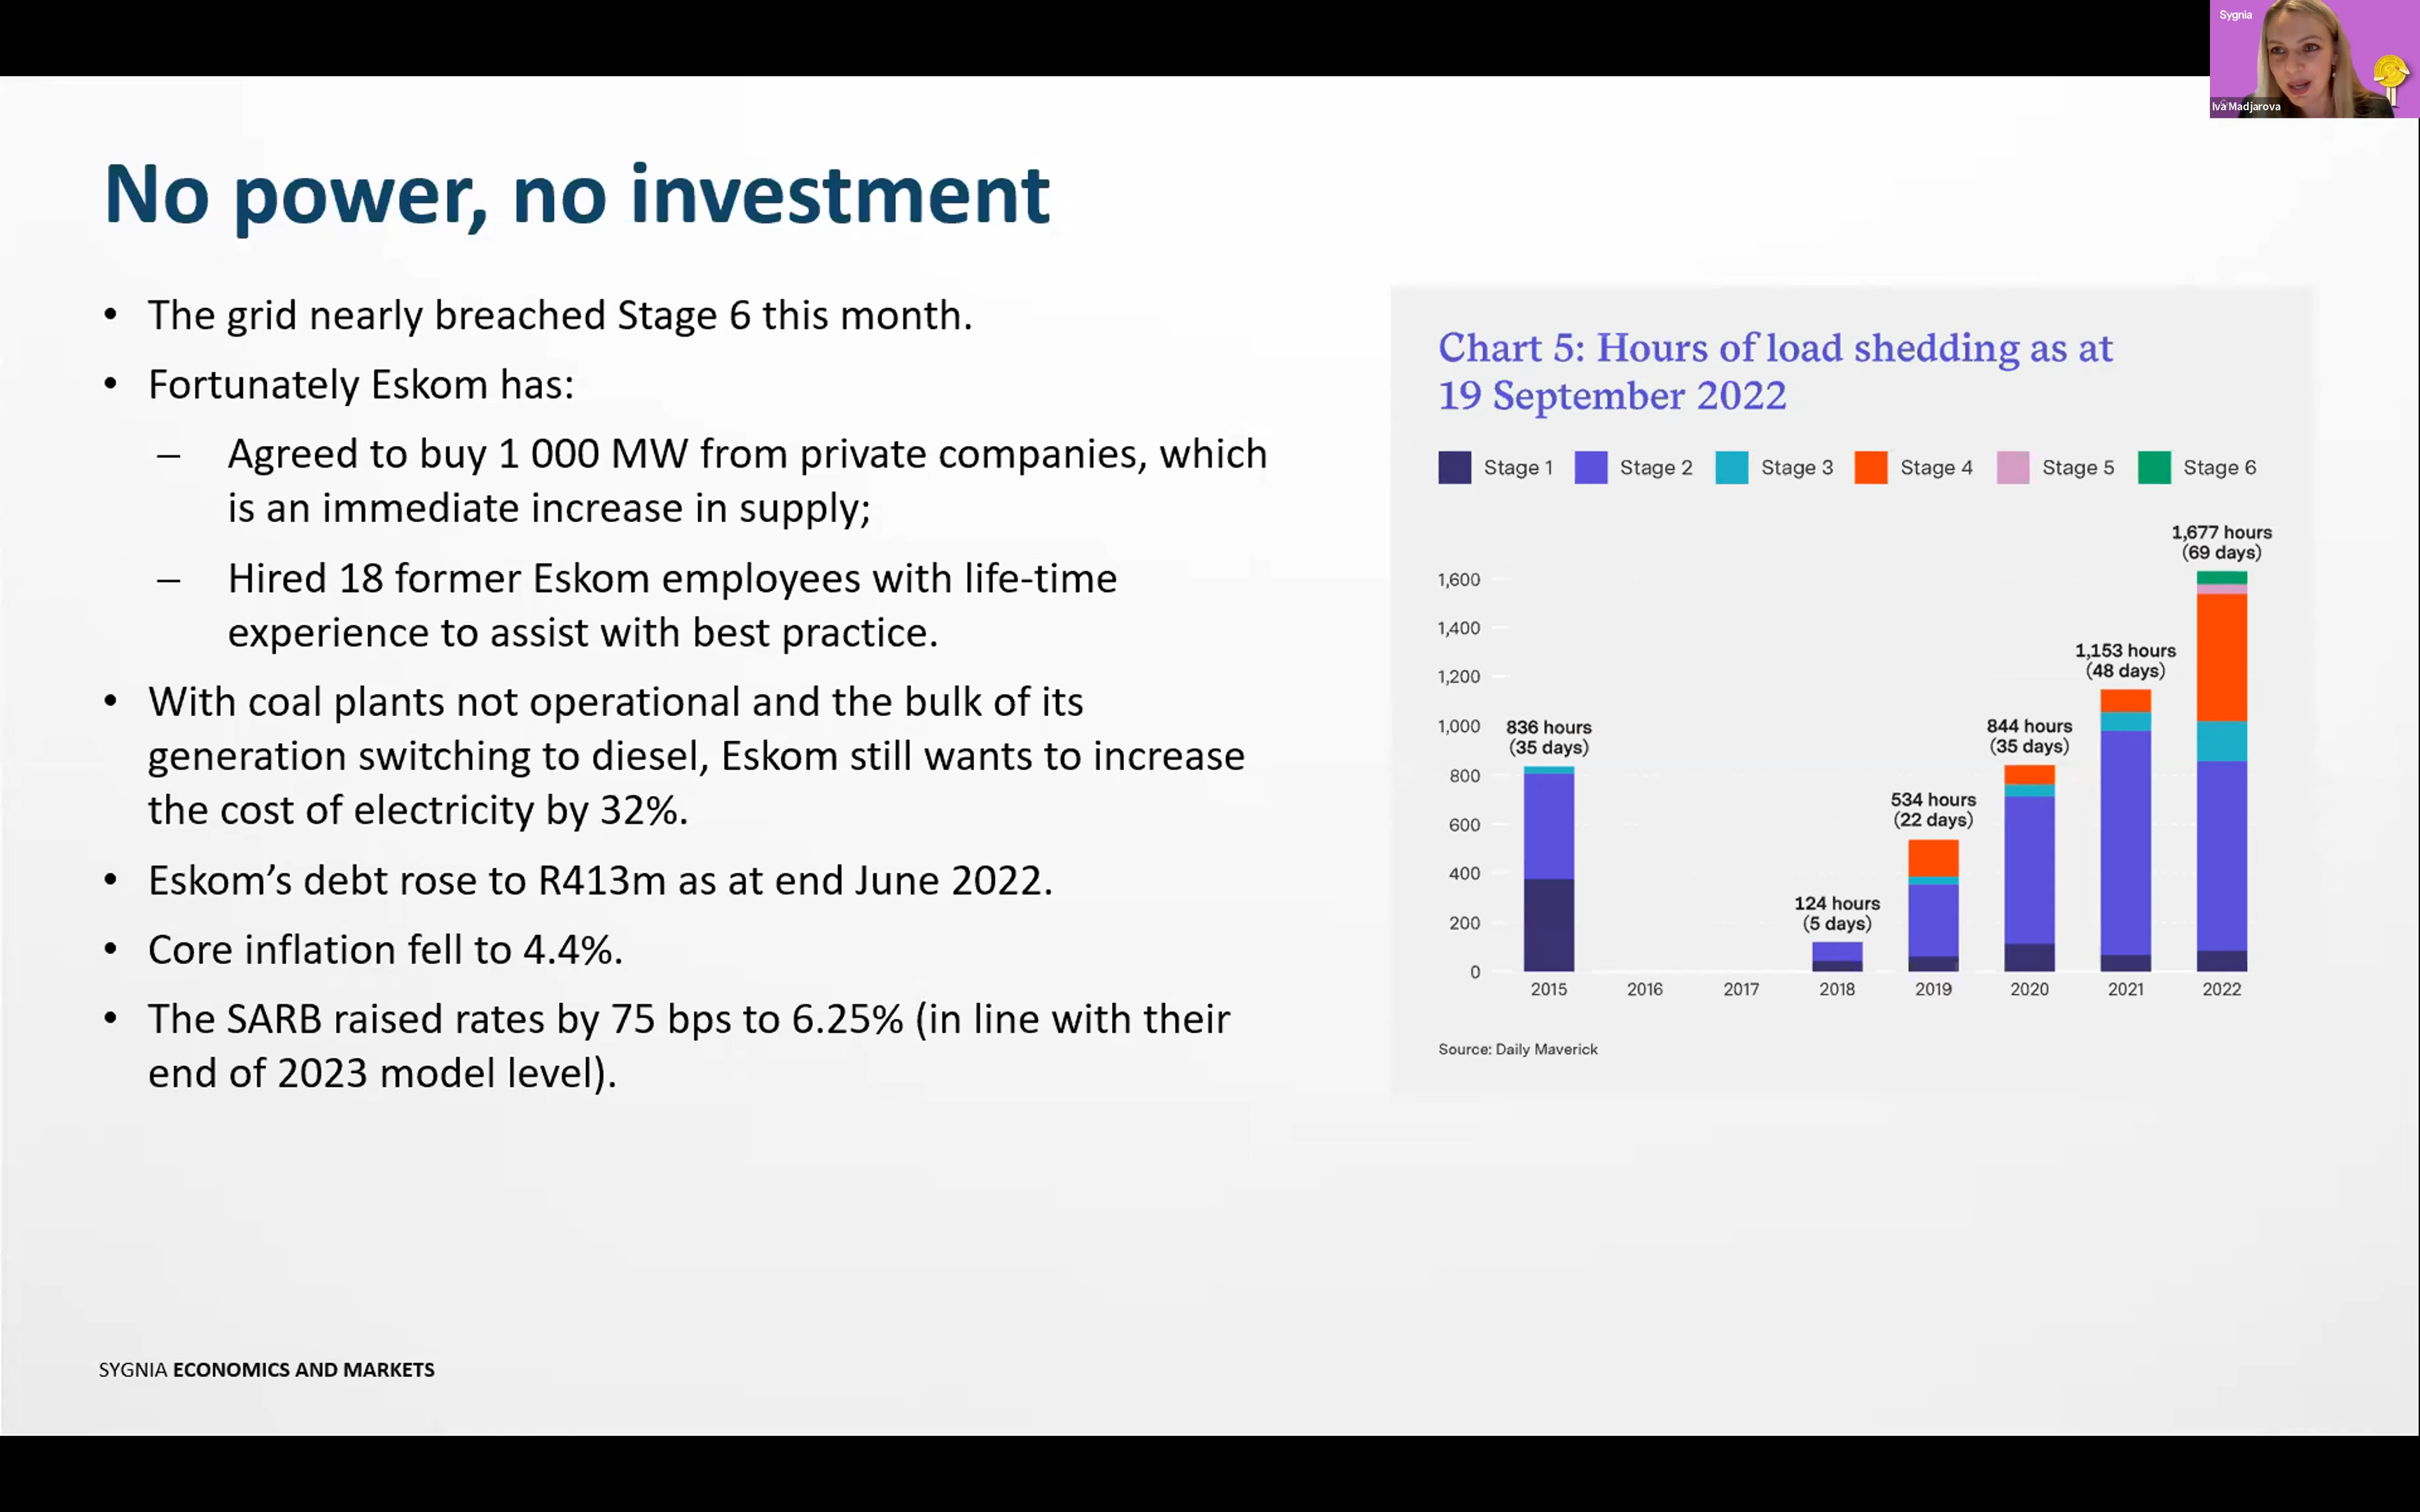 Sygnia
Iva Madjarova
No power, no investment
• The grid nearly breached Stage 6 this month.
• Fortunately Eskom has:
– Agreed to buy 1 000 MW from private companies, which
is an immediate increase in supply;
– Hired 18 former Eskom employees with life-time
experience to assist with best practice.
• With coal plants not operational and the bulk of its
generation switching to diesel, Eskom still wants to increase
the cost of electricity by 32%.
• Eskom’s debt rose to R413m as at end June 2022.
• Core inflation fell to 4.4%.
• The SARB raised rates by 75 bps to 6.25% (in line with their
end of 2023 model level).
Chart 5: Hours of load shedding as at
19 September 2022
Stage 1 Stage 2 Stage 3 Stage 4 Stage 5 Stage 6
1,677 hours
(69 days)
1,600
1,400
1,153 hours
(48 days)
1,200
1,000
836 hours
(35 days)
844 hours
(35 days)
800
534 hours
(22 days)
600
400
124 hours
(5 days)
200
0
2015 2016 2017 2018 2019 2020 2021 2022
Source: Daily Maverick
SYGNIA ECONOMICS AND MARKETS